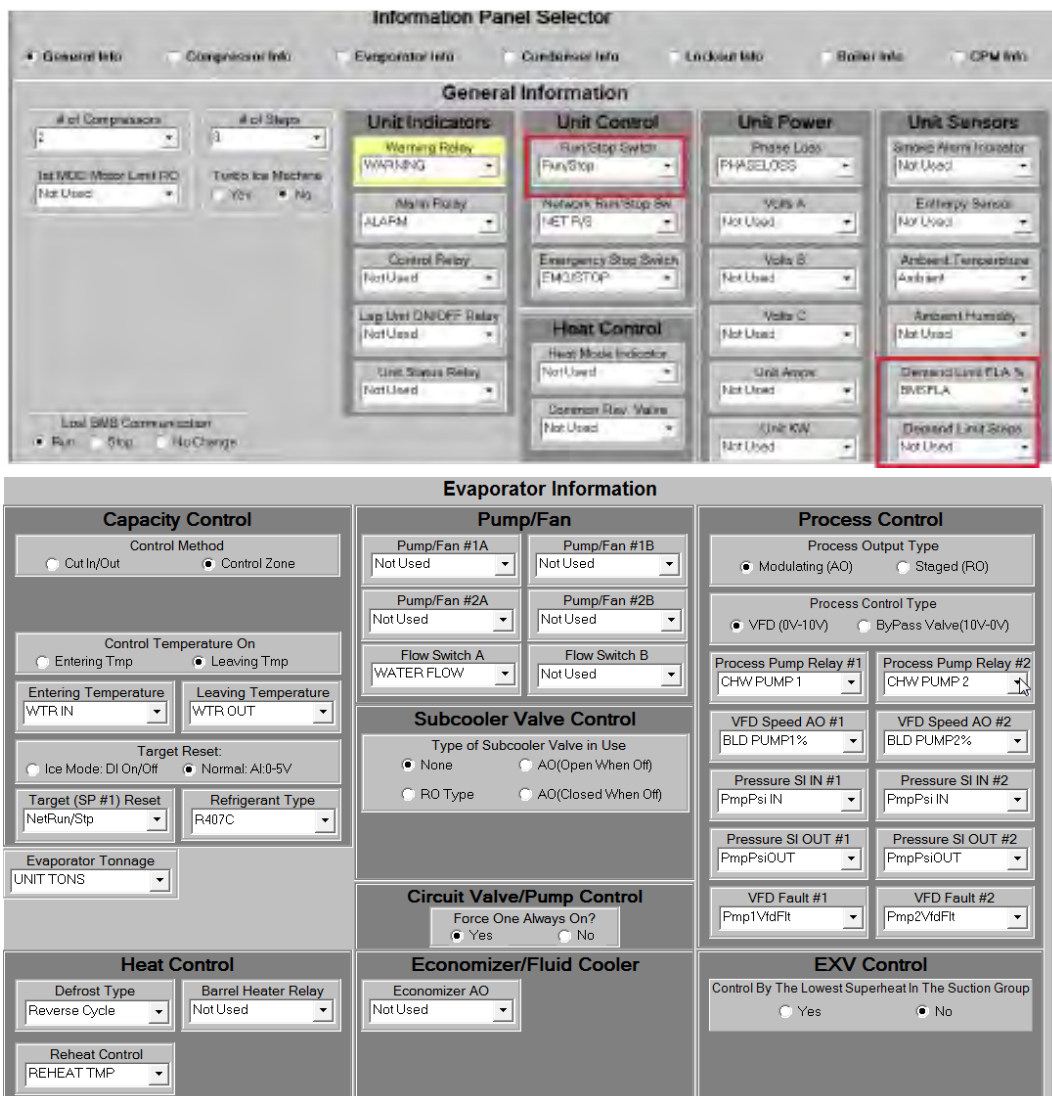 Information Panel Selector
General Info Compressor Info Evaporator Info Condenser Info Lockout Info Boiler Info CPM Info
General Information
# of Compressors
2
# of Steps
1st MOD Motor Limit RO
Not Used
Turbo Ice Machine
Yes No
Lost BMS Communication
Run Stop No Change
Unit Indicators
Warning Relay
WARNING
Alarm Relay
ALARM
Control Relay
Not Used
Lag Unit ON/OFF Relay
Not Used
Unit Status Relay
Not Used
Unit Control
Run/Stop Switch
Run/Stop
Network Run/Stop Sw
NET R/S
Emergency Stop Switch
EMG/STOP
Heat Control
Heat Mode Indicator
Not Used
Common Rev. Valve
Not Used
Unit Power
Phase Loss
PHASELOSS
Volts A
Not Used
Volts B
Not Used
Volts C
Not Used
Unit Amps
Not Used
Unit KW
Not Used
Unit Sensors
Smoke Alarm Indicator
Not Used
Enthalpy Sensor
Not Used
Ambient Temperature
Ambient
Ambient Humidity
Not Used
Demand Limit FLA %
BMSFLA
Demand Limit Steps
Not Used
Evaporator Information
Capacity Control
Control Method
Cut In/Out Control Zone
Control Temperature On
Entering Tmp Leaving Tmp
Entering Temperature
WTR IN
Leaving Temperature
WTR OUT
Target Reset:
Ice Mode: DI On/Off Normal: AI:0-5V
Target (SP #1) Reset
NetRun/Stp
Refrigerant Type
R407C
Evaporator Tonnage
UNIT TONS
Pump/Fan
Pump/Fan #1A
Not Used
Pump/Fan #1B
Not Used
Pump/Fan #2A
Not Used
Pump/Fan #2B
Not Used
Flow Switch A
WATER FLOW
Flow Switch B
Not Used
Subcooler Valve Control
Type of Subcooler Valve in Use
None AO(Open When Off)
RO Type AO(Closed When Off)
Circuit Valve/Pump Control
Force One Always On?
Yes No
Process Control
Process Output Type
Modulating (AO) Staged (RO)
Process Control Type
VFD (0V-10V) ByPass Valve(10V-0V)
Process Pump Relay #1
CHW PUMP 1
Process Pump Relay #2
CHW PUMP 2
VFD Speed AO #1
BLD PUMP1%
VFD Speed AO #2
BLD PUMP2%
Pressure SI IN #1
PmpPsi IN
Pressure SI IN #2
PmpPsi IN
Pressure SI OUT #1
PmpPsiOUT
Pressure SI OUT #2
PmpPsiOUT
VFD Fault #1
Pmp1VfdFlt
VFD Fault #2
Pmp2VfdFlt
Heat Control
Defrost Type
Reverse Cycle
Barrel Heater Relay
Not Used
Reheat Control
REHEAT TMP
Economizer/Fluid Cooler
Economizer AO
Not Used
EXV Control
Control By The Lowest Superheat In The Suction Group
Yes No